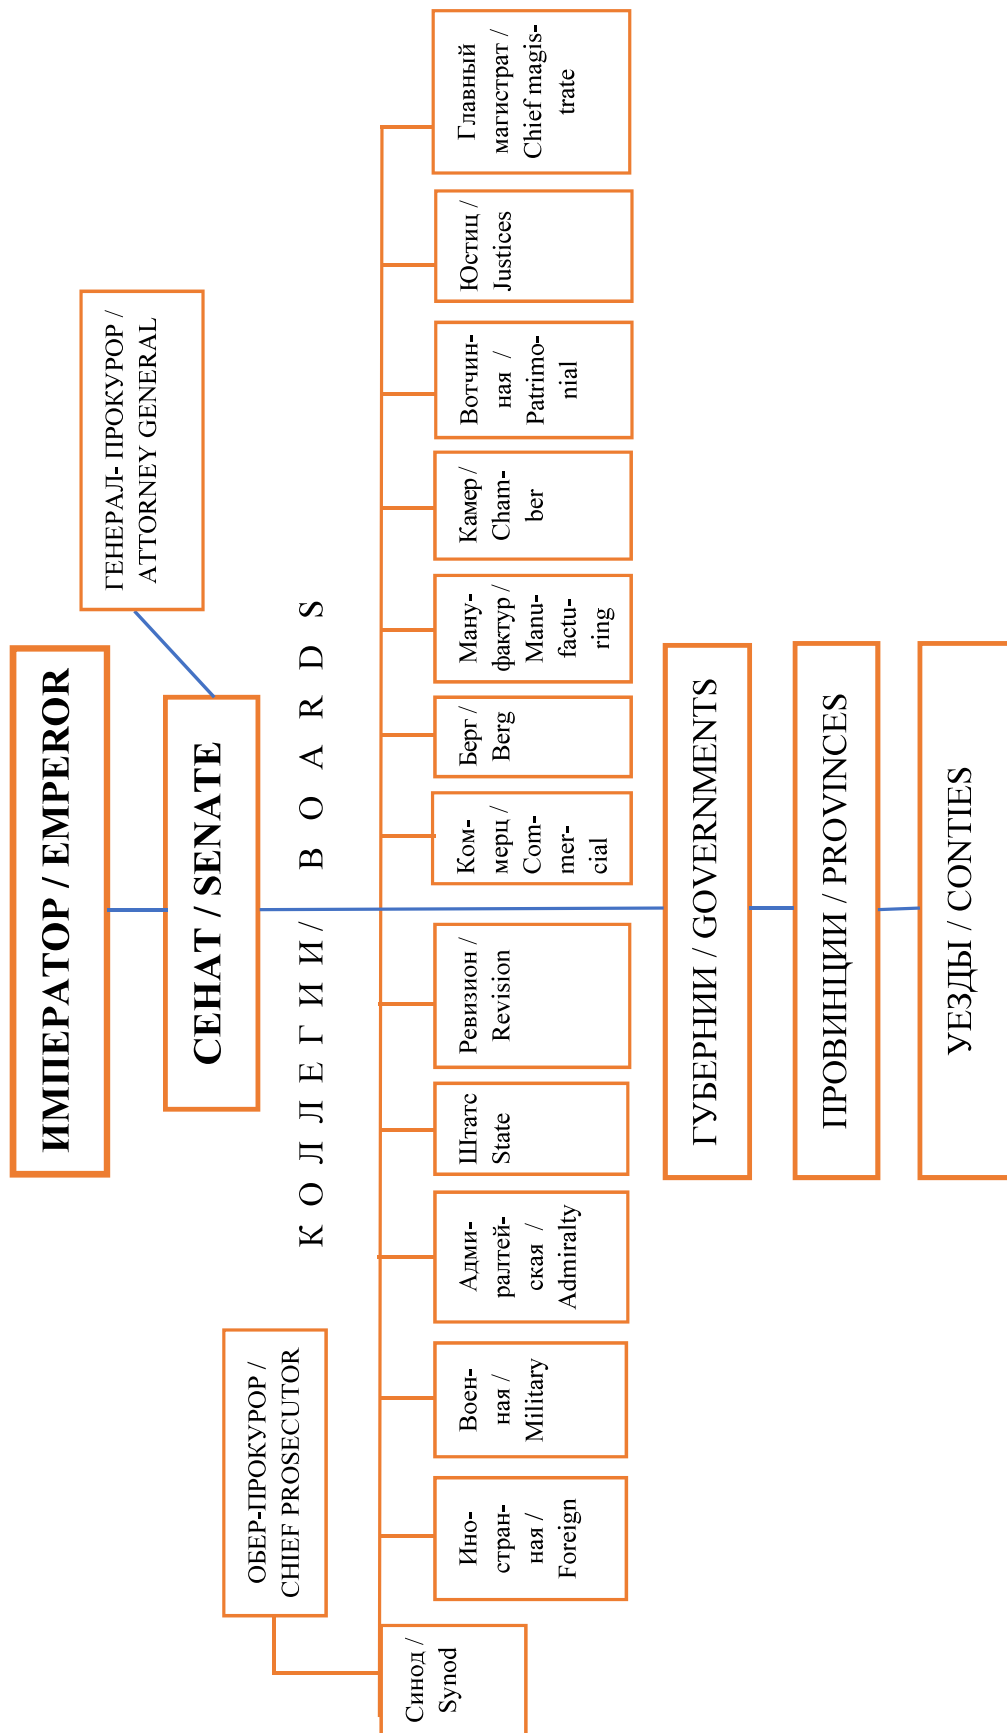 ИМПЕРАТОР / EMPEROR
ГЕНЕРАЛ- ПРОКУРОР /
ATTORNEY GENERAL
СЕНАТ / SENATE
ОБЕР-ПРОКУРОР /
CHIEF PROSECUTOR
КОЛЛЕГИИ/ BOARDS
Синод /
Synod
Ино-
стран-
ная /
Foreign
Воен-
ная /
Military
Адми-
ралтей-
ская /
Admiralty
Штатс
State
Ревизион /
Revision
Ком-
мерц /
Com-
mer-
cial
Берг /
Berg
Ману-
фактур /
Manu-
factu-
ring
Камер /
Cham-
ber
Вотчин-
ная /
Patrimo-
nial
Юстиц /
Justices
Главный
магистрат /
Chief magis-
trate
ГУБЕРНИИ / GOVERNMENTS
ПРОВИНЦИИ / PROVINCES
УЕЗДЫ / CONTIES